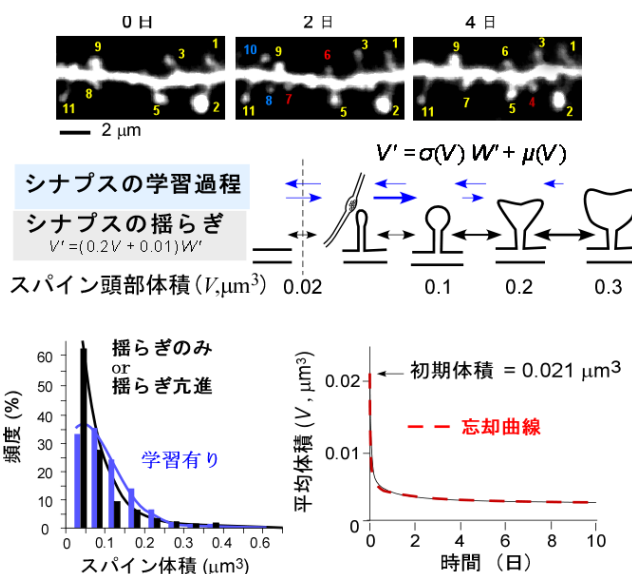 0 日
2 日
4 日
9
3
1
8
11
5
2
10
9
6
3
1
8
7
11
5
2
9
6
3
1
7
4
11
5
2
2 μm
V' =σ(V) W' + μ(V)
シナプスの学習過程
シナプスの揺らぎ
V' =(0.2V + 0.01)W'
スパイン頭部体積(V,μm³)
0.02
0.1
0.2
0.3
揺らぎのみ
or
揺らぎ亢進
学習有り
頻度 (%)
60
50
40
30
20
10
0
0
0.1
0.2
0.3
0.4
0.6
スパイン体積 (μm³)
初期体積 = 0.021 μm³
忘却曲線
平均体積 (V , μm³)
0.02
0.01
0
0
2
4
6
8
10
時間 （日）